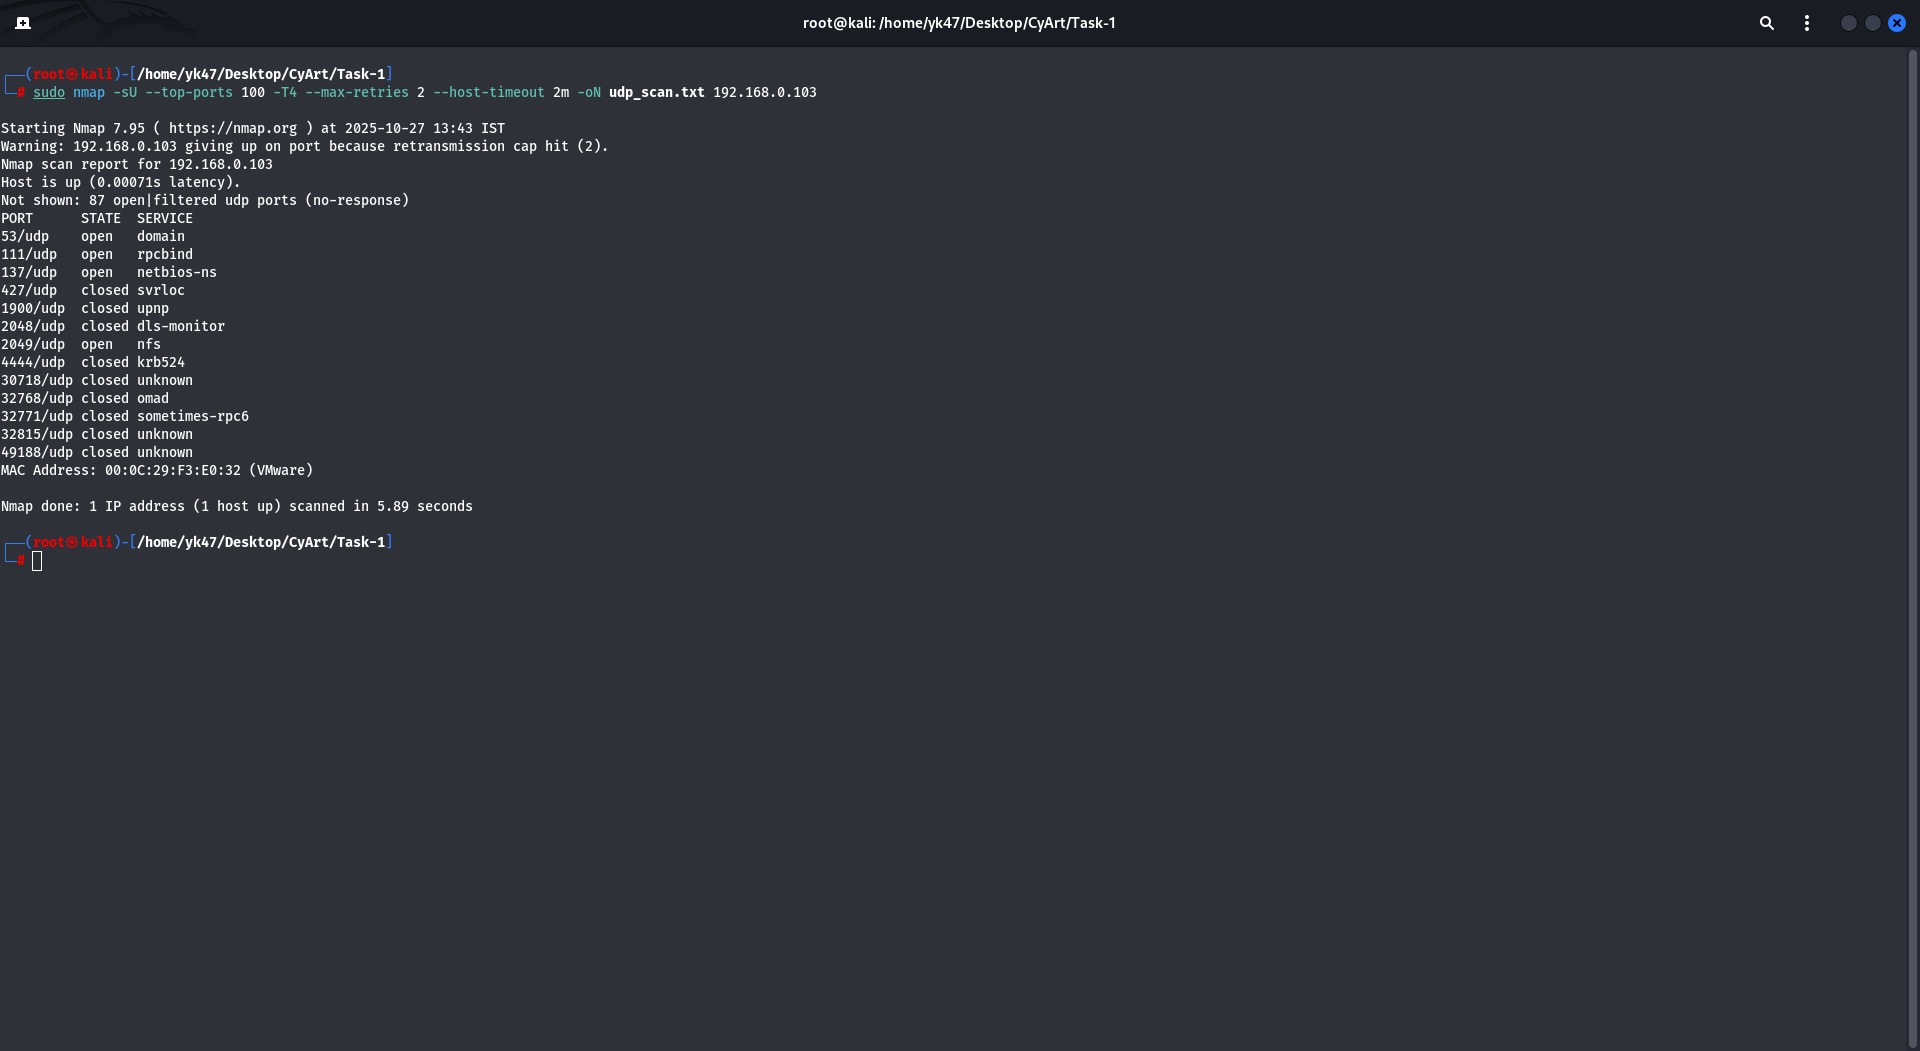 root@kali: /home/yk47/Desktop/CyArt/Task-1
┌──(root㉿kali)-[/home/yk47/Desktop/CyArt/Task-1]
└─# sudo nmap -sU --top-ports 100 -T4 --max-retries 2 --host-timeout 2m -oN udp_scan.txt 192.168.0.103
Starting Nmap 7.95 ( https://nmap.org ) at 2025-10-27 13:43 IST
Warning: 192.168.0.103 giving up on port because retransmission cap hit (2).
Nmap scan report for 192.168.0.103
Host is up (0.00071s latency).
Not shown: 87 open|filtered udp ports (no-response)
PORT      STATE  SERVICE
53/udp    open   domain
111/udp   open   rpcbind
137/udp   open   netbios-ns
427/udp   closed svrloc
1900/udp  closed upnp
2048/udp  closed dls-monitor
2049/udp  open   nfs
4444/udp  closed krb524
30718/udp closed unknown
32768/udp closed omad
32771/udp closed sometimes-rpc6
32815/udp closed unknown
49188/udp closed unknown
MAC Address: 00:0C:29:F3:E0:32 (VMware)
Nmap done: 1 IP address (1 host up) scanned in 5.89 seconds
┌──(root㉿kali)-[/home/yk47/Desktop/CyArt/Task-1]
└─#